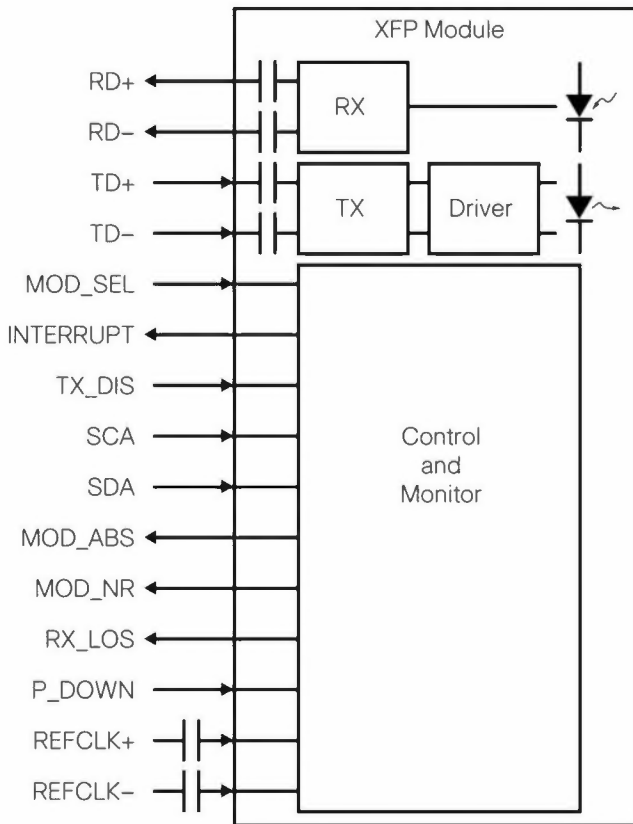 XFP Module
RD+
RX
RD−
TD+
TX
Driver
TD−
MOD_SEL
INTERRUPT
TX_DIS
SCA
Control
and
Monitor
SDA
MOD_ABS
MOD_NR
RX_LOS
P_DOWN
REFCLK+
REFCLK−